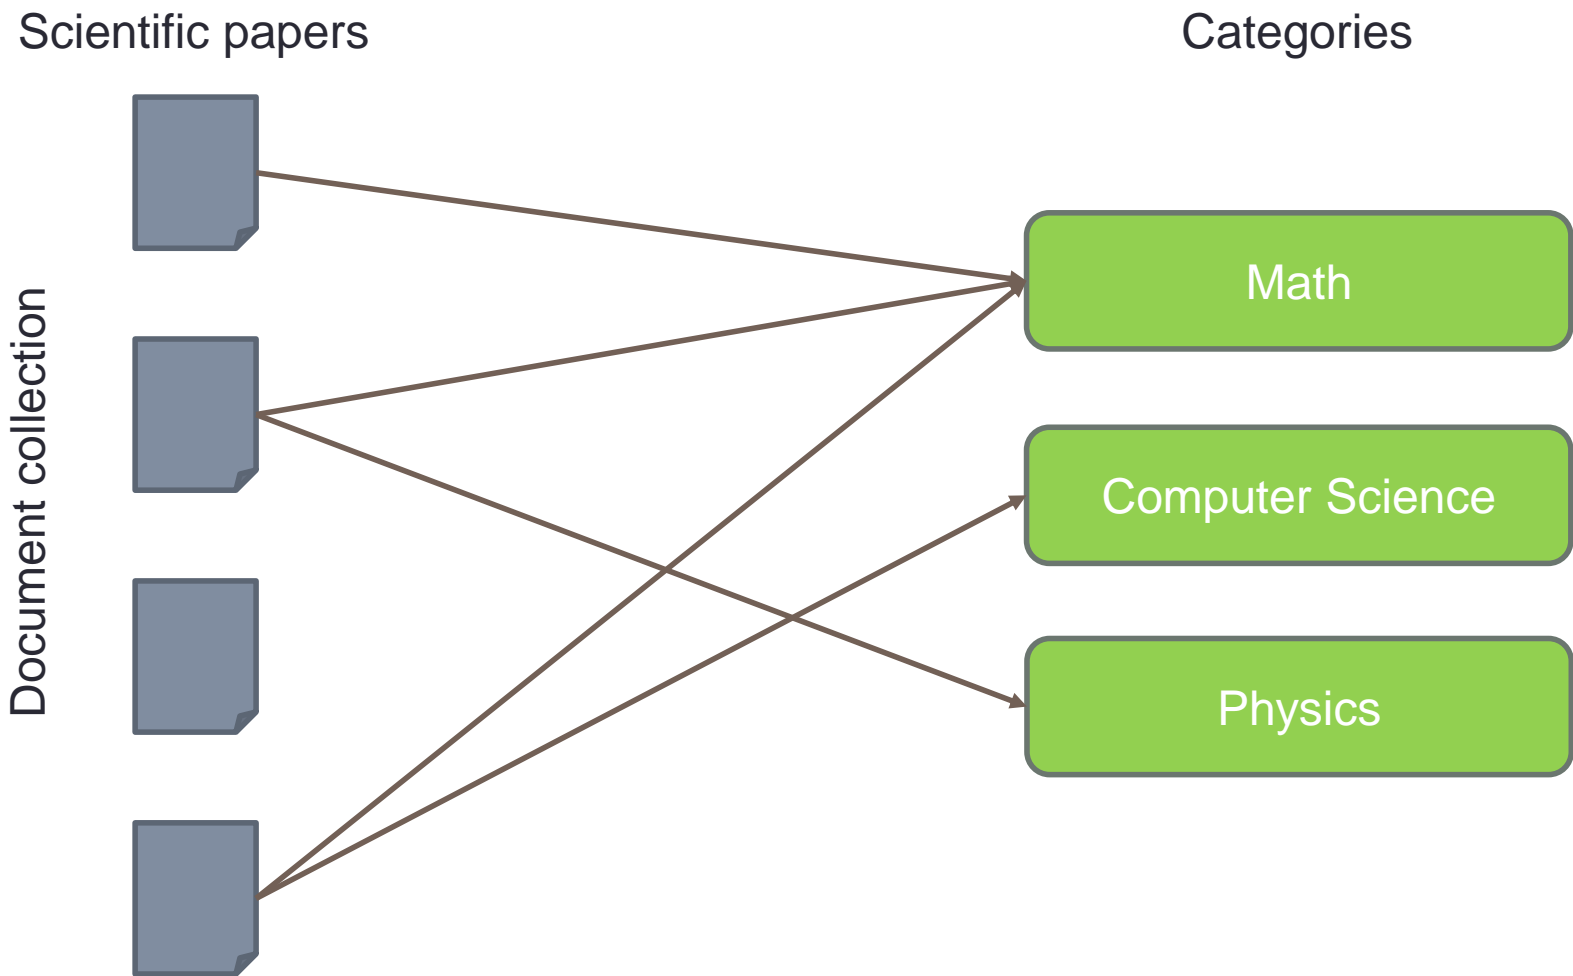 Scientific papers
Categories
Document collection
Math
Computer Science
Physics